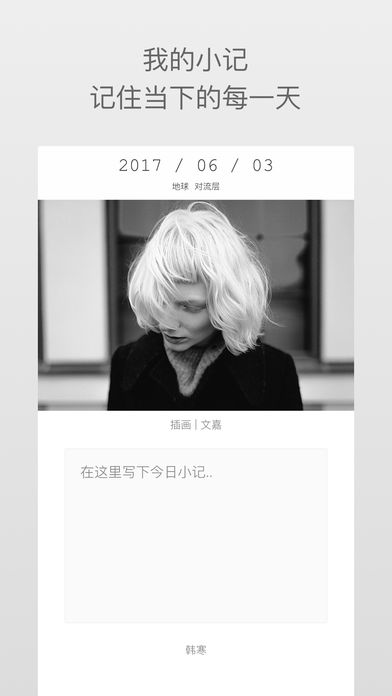 我的小记
记住当下的每一天
2017 / 06 / 03
地球 对流层
插画 | 文嘉
在这里写下今日小记..
韩寒